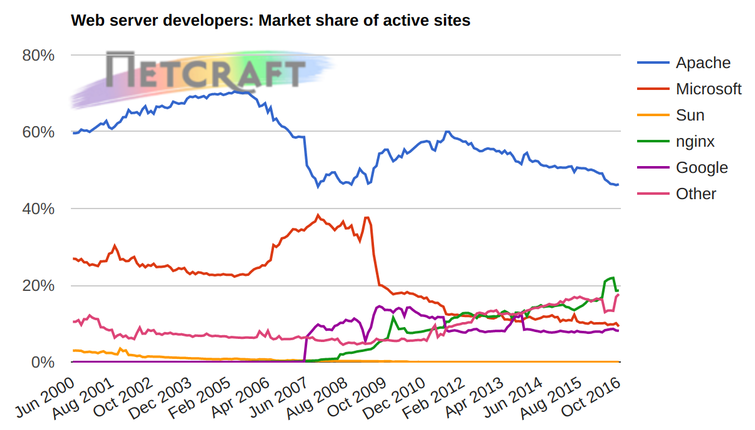 Web server developers: Market share of active sites
NETCRAFT
80%
60%
40%
20%
0%
Jun 2000
Aug 2001
Oct 2002
Dec 2003
Feb 2005
Apr 2006
Jun 2007
Aug 2008
Oct 2009
Dec 2010
Feb 2012
Apr 2013
Jun 2014
Aug 2015
Oct 2016
Apache
Microsoft
Sun
nginx
Google
Other